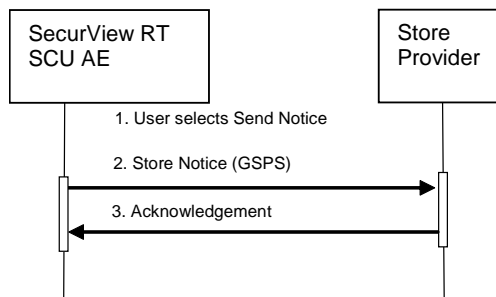 SecurView RT
SCU AE
Store
Provider
1. User selects Send Notice
2. Store Notice (GSPS)
3. Acknowledgement